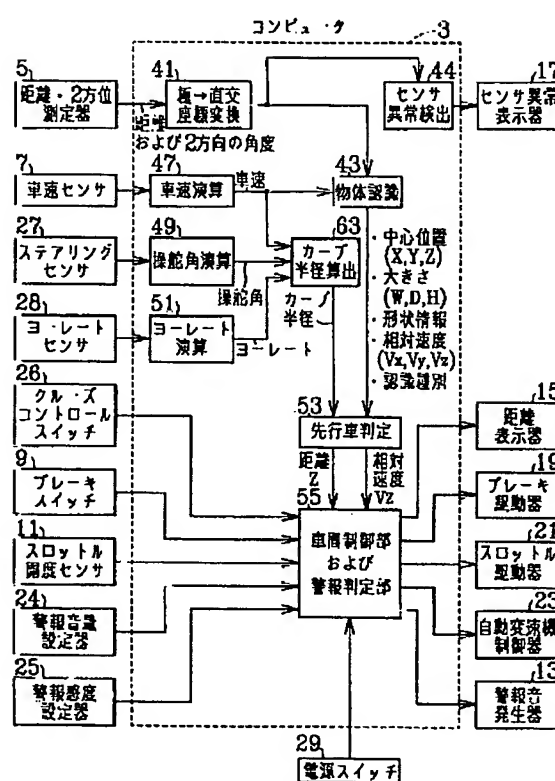 コンピュータ
3
5
距離・2方位
測定器
41
極→直交
座標変換
44
センサ
異常検出
17
センサ異常
表示器
距離
および2方向の角度
7
車速センサ
47
車速演算
車速
43
物体認識
27
ステアリング
センサ
49
操舵角演算
操舵角
63
カーブ
半径算出
・中心位置
(X,Y,Z)
・大きさ
(W,D,H)
・形状情報
・相対速度
(Vx,Vy,Vz)
・認識種別
28
ヨーレート
センサ
51
ヨーレート
演算
ヨーレート
カーブ
半径
26
クルーズ
コントロール
スイッチ
53
先行車判定
15
距離
表示器
距離
Z
相対
速度
Vz
9
ブレーキ
スイッチ
55
車間制御部
および
警報判定部
19
ブレーキ
駆動器
11
スロットル
開度センサ
21
スロットル
駆動器
24
警報音量
設定器
23
自動変速機
制御器
25
警報感度
設定器
13
警報音
発生器
29
電源スイッチ